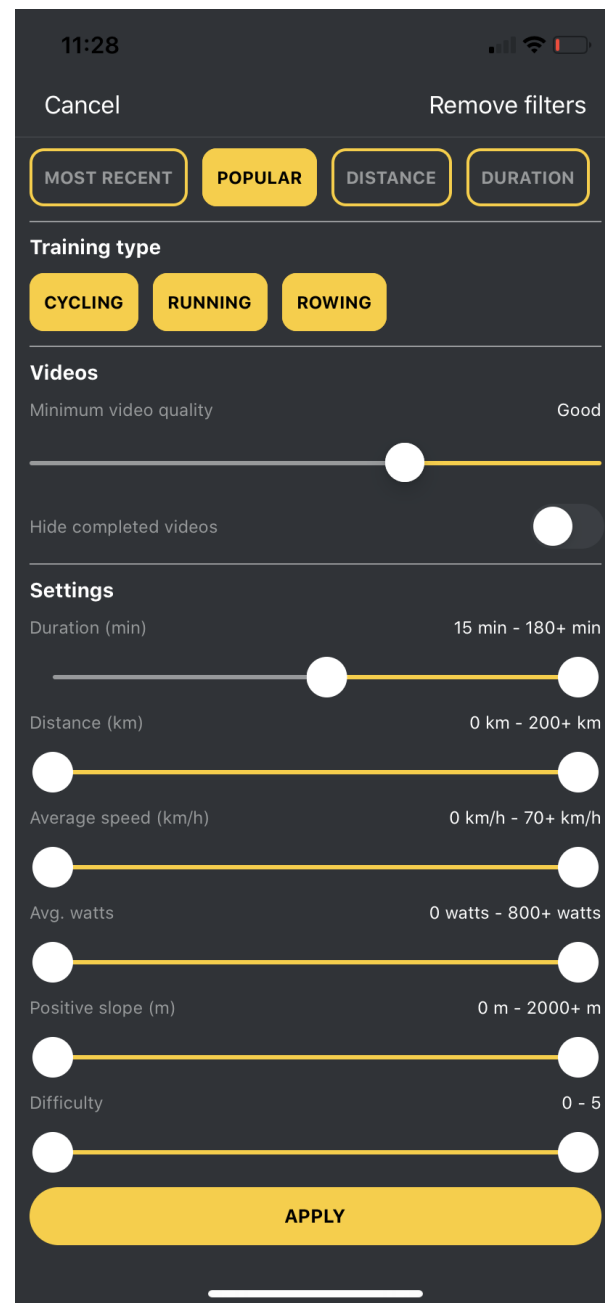 11:28
Cancel Remove filters
MOST RECENT POPULAR DISTANCE DURATION
Training type
CYCLING RUNNING ROWING
Videos
Minimum video quality Good
Hide completed videos
Settings
Duration (min) 15 min - 180+ min
Distance (km) 0 km - 200+ km
Average speed (km/h) 0 km/h - 70+ km/h
Avg. watts 0 watts - 800+ watts
Positive slope (m) 0 m - 2000+ m
Difficulty 0 - 5
APPLY